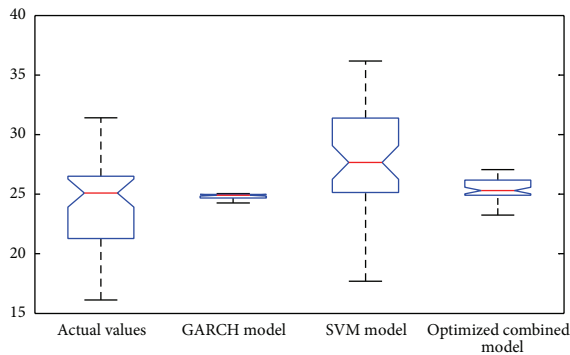 40
35
30
25
20
15
Actual values
GARCH model
SVM model
Optimized combined
model